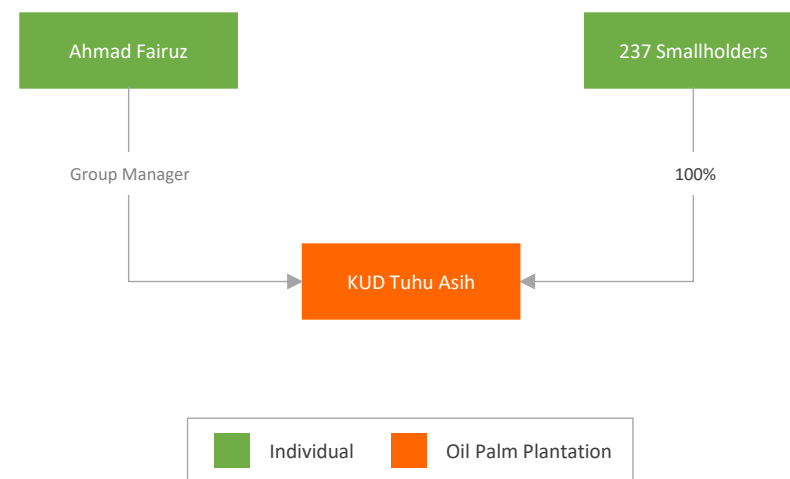 Ahmad Fairuz
237 Smallholders
Group Manager
100%
KUD Tuhu Asih
Individual
Oil Palm Plantation